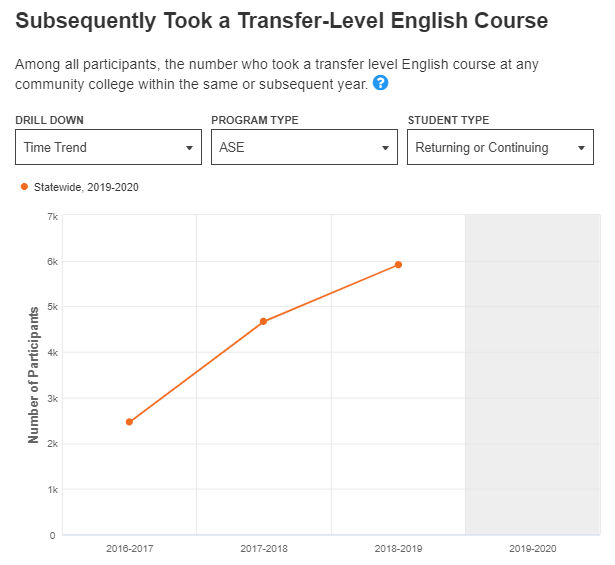 Subsequently Took a Transfer-Level English Course
Among all participants, the number who took a transfer level English course at any
community college within the same or subsequent year. ?
DRILL DOWN
Time Trend
PROGRAM TYPE
ASE
STUDENT TYPE
Returning or Continuing
Statewide, 2019-2020
Number of Participants
7k
6k
5k
4k
3k
2k
1k
0
2016-2017
2017-2018
2018-2019
2019-2020